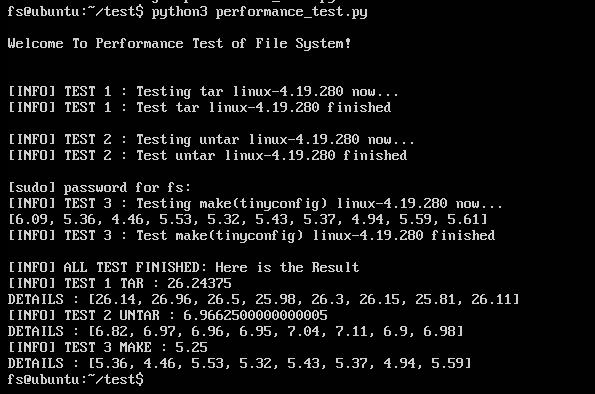 fs@ubuntu:~/test$ python3 performance_test.py
Welcome To Performance Test of File System!
[INFO] TEST 1 : Testing tar linux-4.19.280 now...
[INFO] TEST 1 : Test tar linux-4.19.280 finished
[INFO] TEST 2 : Testing untar linux-4.19.280 now...
[INFO] TEST 2 : Test untar linux-4.19.280 finished
[sudo] password for fs:
[INFO] TEST 3 : Testing make(tinyconfig) linux-4.19.280 now...
[6.09, 5.36, 4.46, 5.53, 5.32, 5.43, 5.37, 4.94, 5.59, 5.61]
[INFO] TEST 3 : Test make(tinyconfig) linux-4.19.280 finished
[INFO] ALL TEST FINISHED: Here is the Result
[INFO] TEST 1 TAR : 26.24375
DETAILS : [26.14, 26.96, 26.5, 25.98, 26.3, 26.15, 25.81, 26.11]
[INFO] TEST 2 UNTAR : 6.9662500000000005
DETAILS : [6.82, 6.97, 6.96, 6.95, 7.04, 7.11, 6.9, 6.98]
[INFO] TEST 3 MAKE : 5.25
DETAILS : [5.36, 4.46, 5.53, 5.32, 5.43, 5.37, 4.94, 5.59]
fs@ubuntu:~/test$